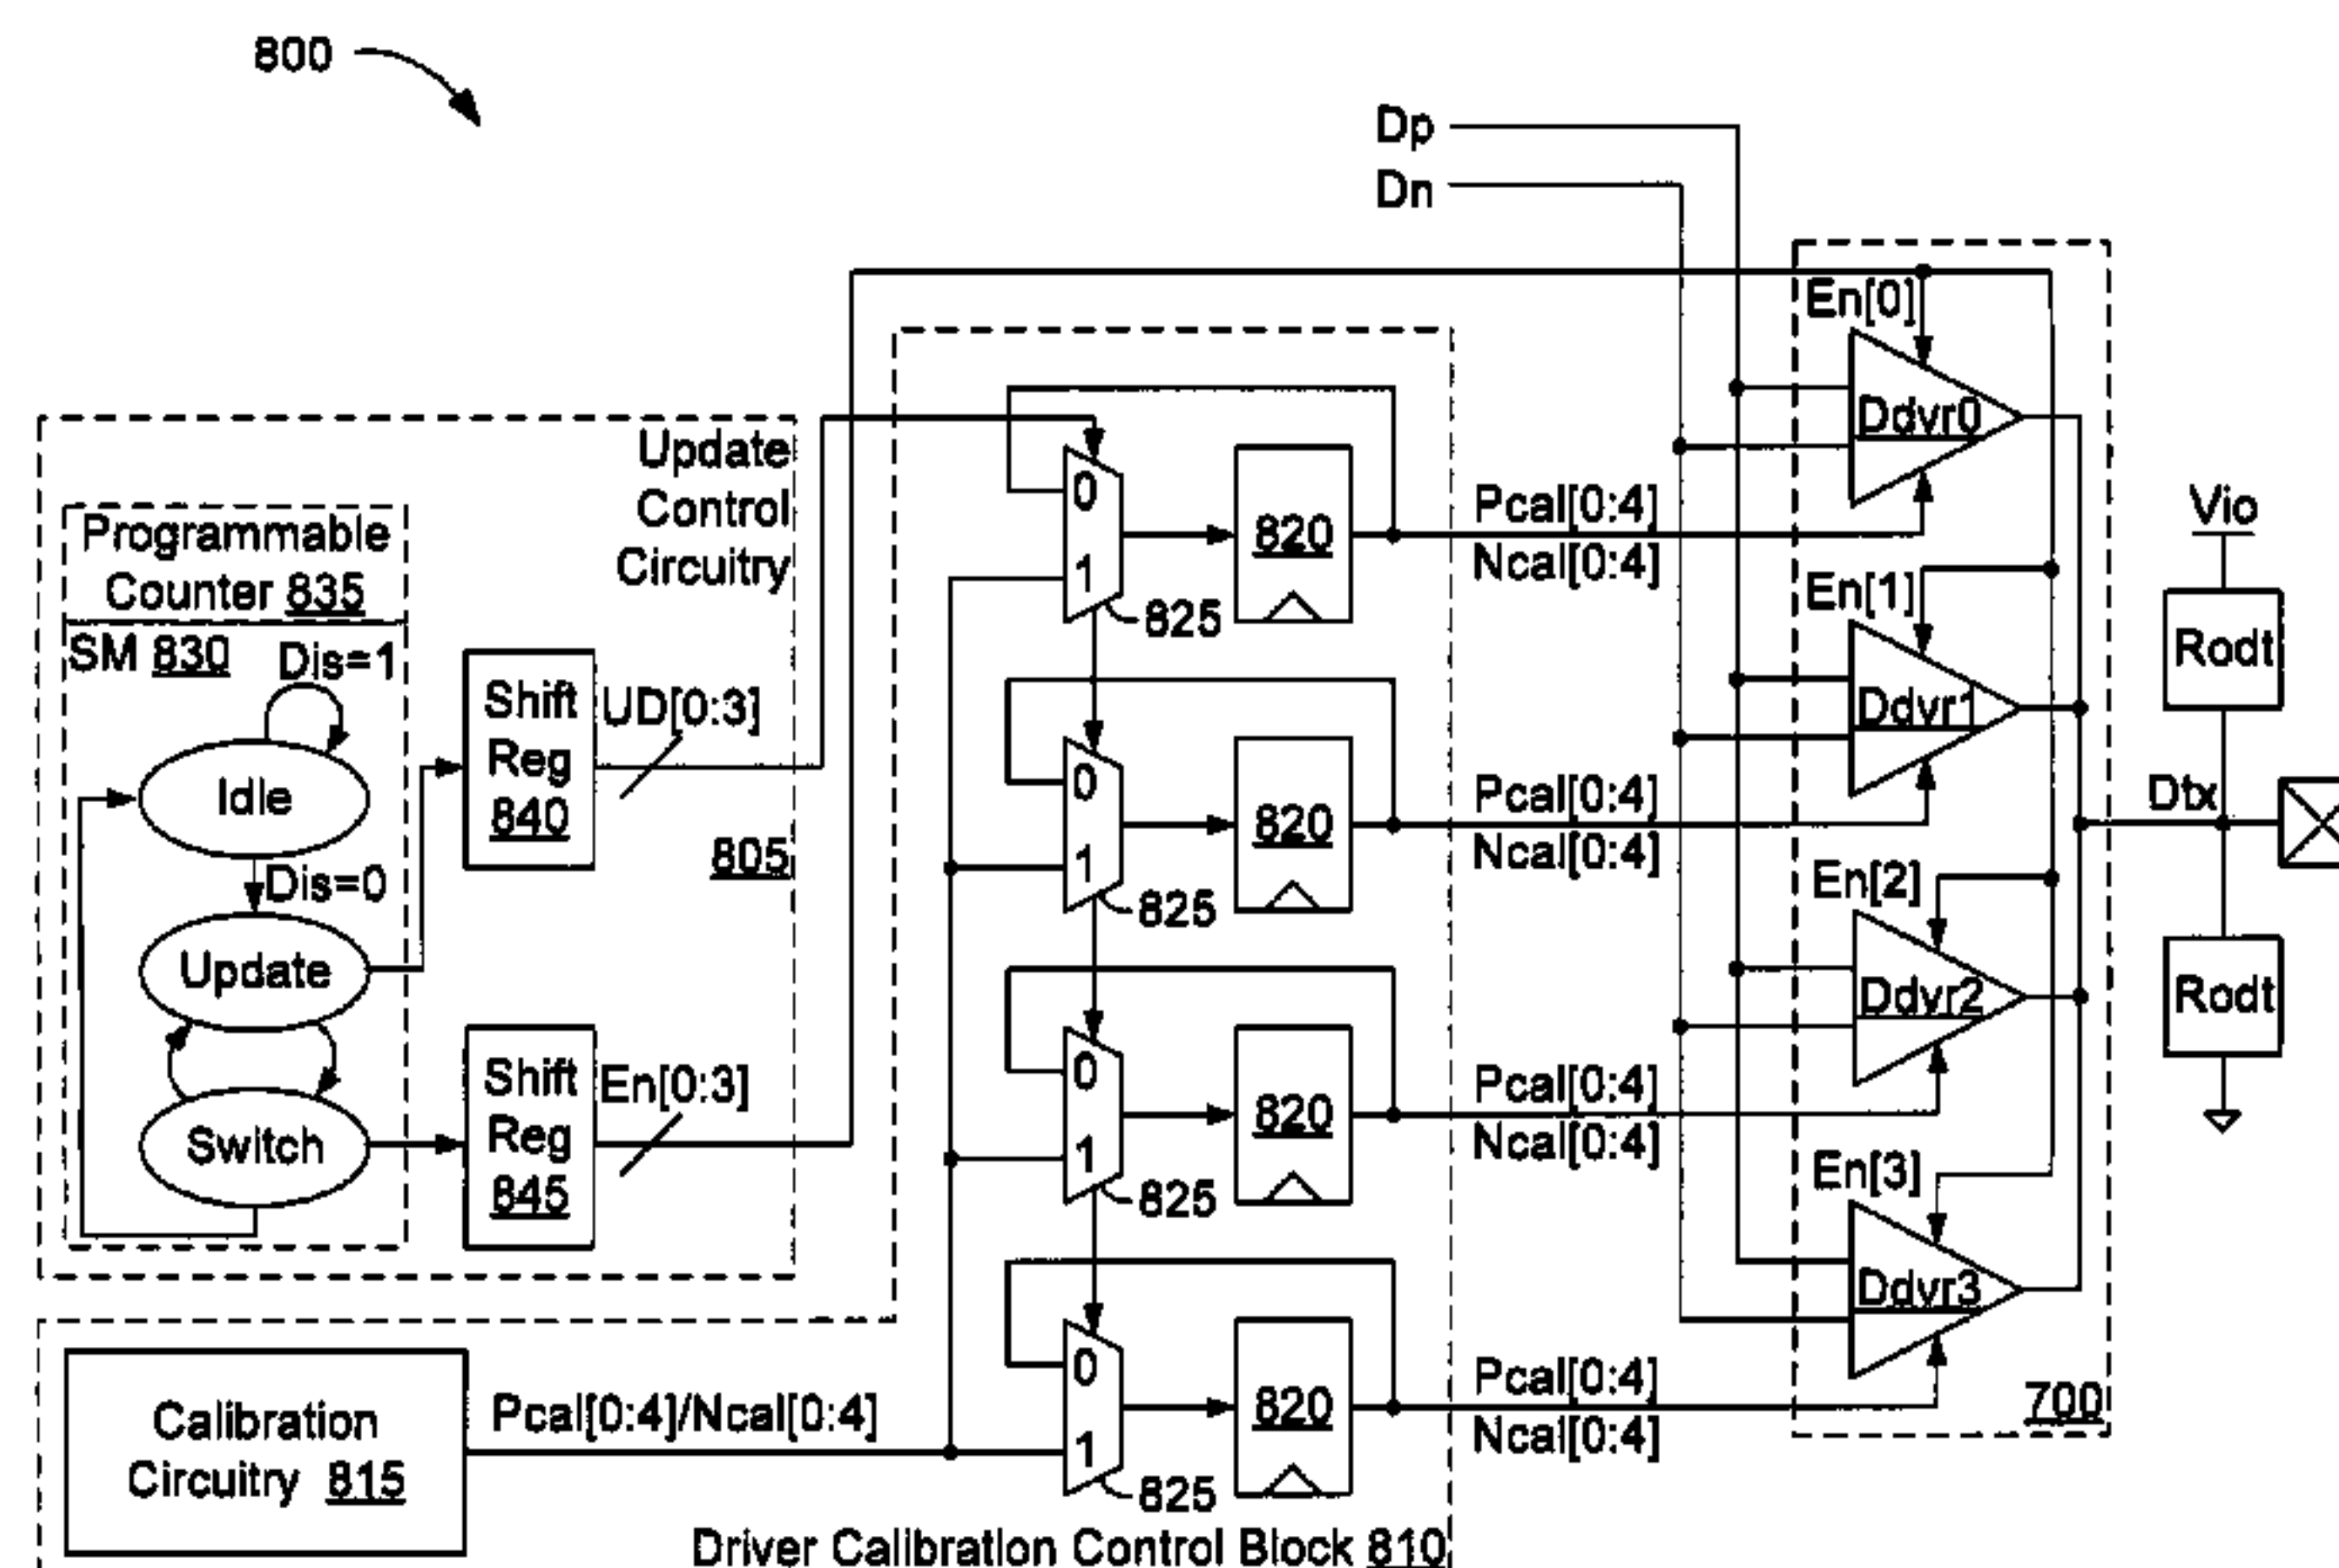 800
Dp
Dn
Update
Control
Circuitry
805
Programmable
Counter 835
SM 830
Dis=1
Idle
Dis=0
Update
Switch
Shift
Reg
840
UD[0:3]
Shift
Reg
845
En[0:3]
0
1
825
820
Pcal[0:4]
Ncal[0:4]
0
1
825
820
Pcal[0:4]
Ncal[0:4]
0
1
825
820
Pcal[0:4]
Ncal[0:4]
0
1
825
820
Pcal[0:4]
Ncal[0:4]
En[0]
Ddvr0
En[1]
Ddvr1
En[2]
Ddvr2
En[3]
Ddvr3
700
Vio
Rodt
Dtx
Rodt
Calibration
Circuitry 815
Pcal[0:4]/Ncal[0:4]
Driver Calibration Control Block 810